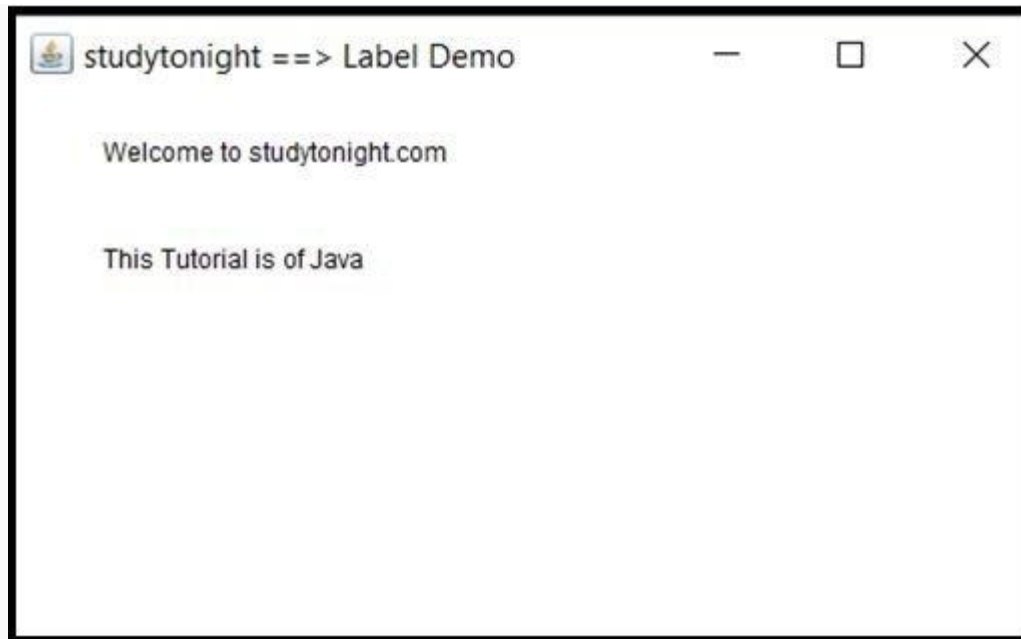 studytonight ==> Label Demo
Welcome to studytonight.com
This Tutorial is of Java